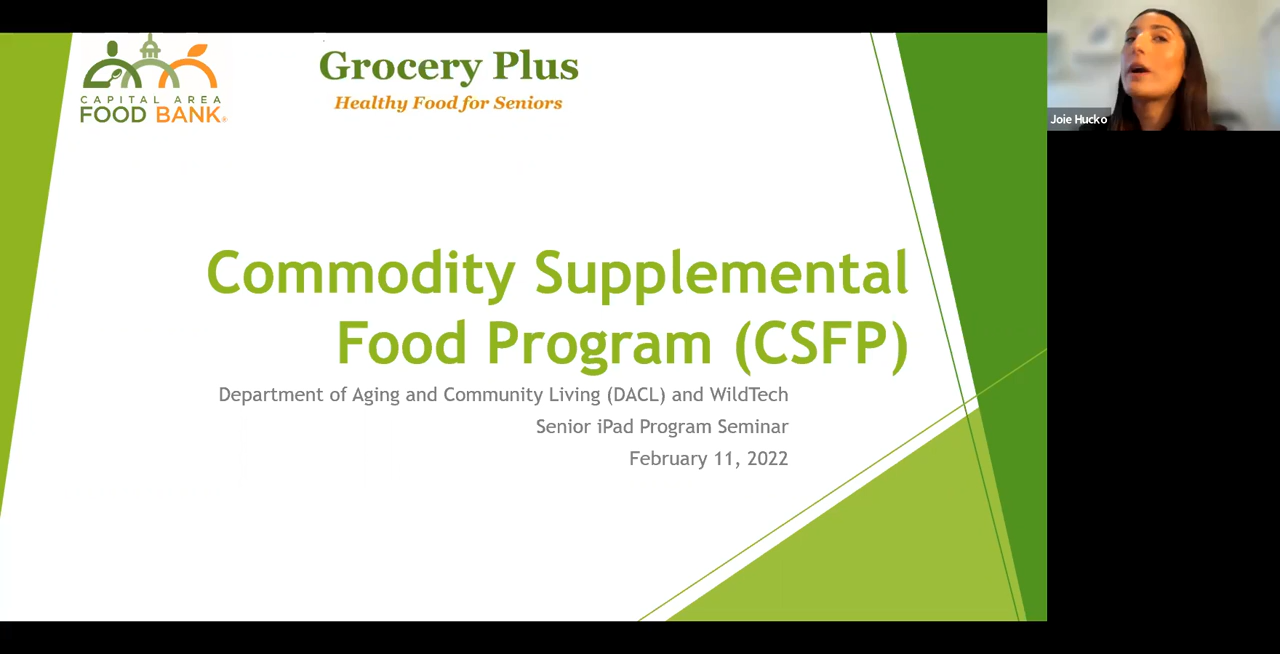 CAPITAL AREA
FOOD BANK®
Grocery Plus
Healthy Food for Seniors
Joie Hucko
Commodity Supplemental
Food Program (CSFP)
Department of Aging and Community Living (DACL) and WildTech
Senior iPad Program Seminar
February 11, 2022